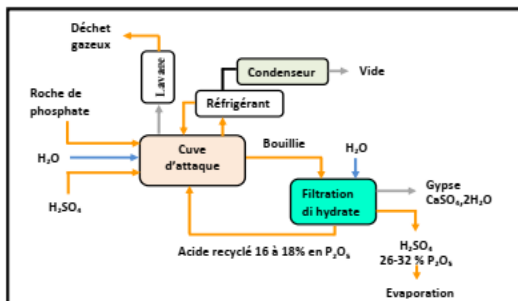 Déchet
gazeux
Lavage
Condenseur
Vide
Réfrigérant
Roche de
phosphate
H₂O
H₂SO₄
Cuve
d'attaque
Bouillie
H₂O
Filtration
di hydrate
Gypse
CaSO₄,2H₂O
Acide recyclé 16 à 18% en P₂O₅
H₂SO₄
26-32 % P₂O₅
Evaporation